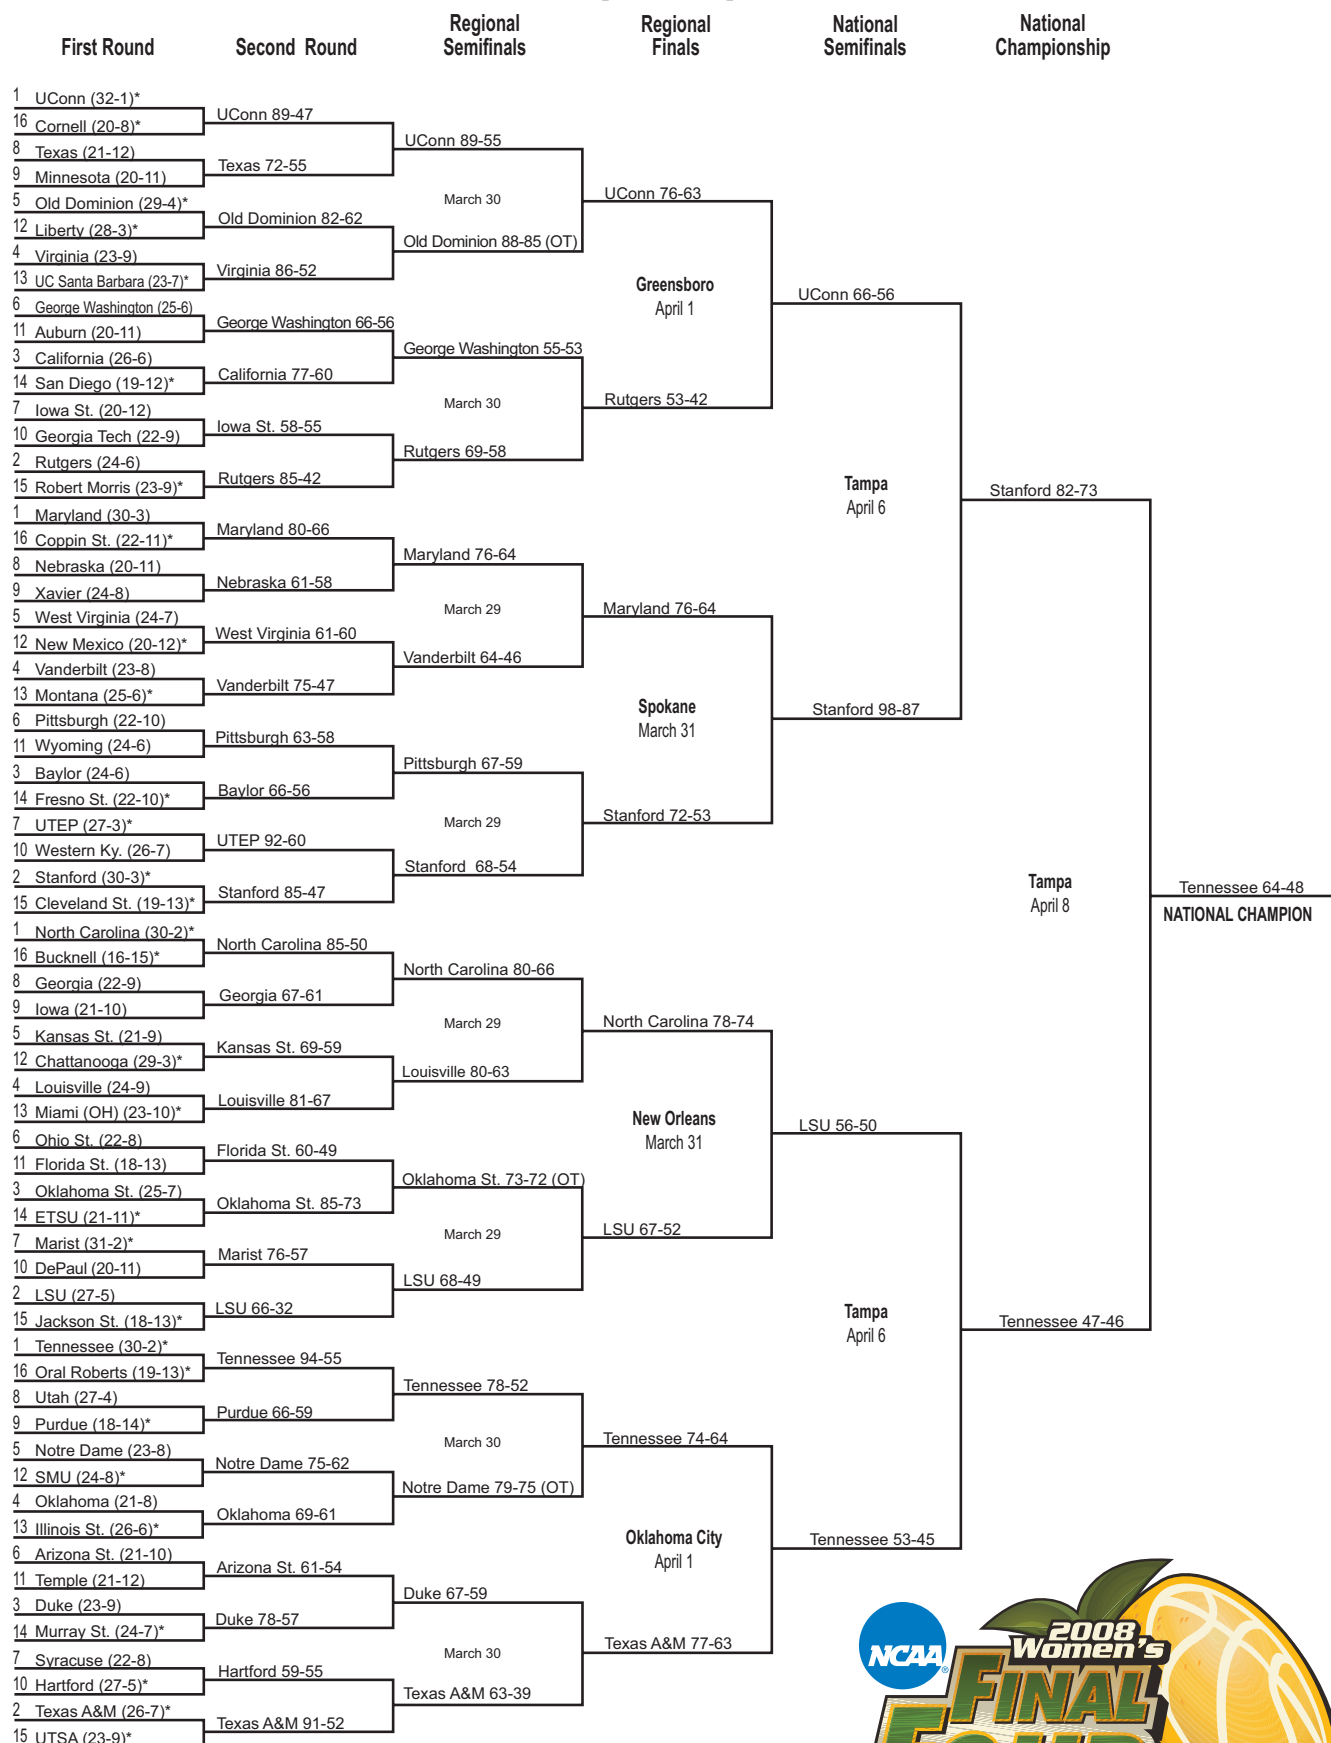 First Round
Second Round
Regional Semifinals
Regional Finals
National Semifinals
National Championship
1 UConn (32-1)*
16 Cornell (20-8)*
8 Texas (21-12)
9 Minnesota (20-11)
5 Old Dominion (29-4)*
12 Liberty (28-3)*
4 Virginia (23-9)
13 UC Santa Barbara (23-7)*
6 George Washington (25-6)
11 Auburn (20-11)
3 California (26-6)
14 San Diego (19-12)*
7 Iowa St. (20-12)
10 Georgia Tech (22-9)
2 Rutgers (24-6)
15 Robert Morris (23-9)*
1 Maryland (30-3)
16 Coppin St. (22-11)*
8 Nebraska (20-11)
9 Xavier (24-8)
5 West Virginia (24-7)
12 New Mexico (20-12)*
4 Vanderbilt (23-8)
13 Montana (25-6)*
6 Pittsburgh (22-10)
11 Wyoming (24-6)
3 Baylor (24-6)
14 Fresno St. (22-10)*
7 UTEP (27-3)*
10 Western Ky. (26-7)
2 Stanford (30-3)*
15 Cleveland St. (19-13)*
1 North Carolina (30-2)*
16 Bucknell (16-15)*
8 Georgia (22-9)
9 Iowa (21-10)
5 Kansas St. (21-9)
12 Chattanooga (29-3)*
4 Louisville (24-9)
13 Miami (OH) (23-10)*
6 Ohio St. (22-8)
11 Florida St. (18-13)
3 Oklahoma St. (25-7)
14 ETSU (21-11)*
7 Marist (31-2)*
10 DePaul (20-11)
2 LSU (27-5)
15 Jackson St. (18-13)*
1 Tennessee (30-2)*
16 Oral Roberts (19-13)*
8 Utah (27-4)
9 Purdue (18-14)*
5 Notre Dame (23-8)
12 SMU (24-8)*
4 Oklahoma (21-8)
13 Illinois St. (26-6)*
6 Arizona St. (21-10)
11 Temple (21-12)
3 Duke (23-9)
14 Murray St. (24-7)*
7 Syracuse (22-8)
10 Hartford (27-5)*
2 Texas A&M (26-7)*
15 UTSA (23-9)*
UConn 89-47
Texas 72-55
Old Dominion 82-62
Virginia 86-52
George Washington 66-56
California 77-60
Iowa St. 58-55
Rutgers 85-42
Maryland 80-66
Nebraska 61-58
West Virginia 61-60
Vanderbilt 75-47
Pittsburgh 63-58
Baylor 66-56
UTEP 92-60
Stanford 85-47
North Carolina 85-50
Georgia 67-61
Kansas St. 69-59
Louisville 81-67
Florida St. 60-49
Oklahoma St. 85-73
Marist 76-57
LSU 66-32
Tennessee 94-55
Purdue 66-59
Notre Dame 75-62
Oklahoma 69-61
Arizona St. 61-54
Duke 78-57
Hartford 59-55
Texas A&M 91-52
UConn 89-55
March 30
Old Dominion 88-85 (OT)
George Washington 55-53
March 30
Rutgers 69-58
Maryland 76-64
March 29
Vanderbilt 64-46
Pittsburgh 67-59
March 29
Stanford 68-54
North Carolina 80-66
March 29
Louisville 80-63
Oklahoma St. 73-72 (OT)
March 29
LSU 68-49
Tennessee 78-52
March 30
Notre Dame 79-75 (OT)
Duke 67-59
March 30
Texas A&M 63-39
UConn 76-63
Greensboro
April 1
Rutgers 53-42
Maryland 76-64
Spokane
March 31
Stanford 72-53
North Carolina 78-74
New Orleans
March 31
LSU 67-52
Tennessee 74-64
Oklahoma City
April 1
Texas A&M 77-63
UConn 66-56
Tampa
April 6
Stanford 98-87
LSU 56-50
Tampa
April 6
Tennessee 53-45
Stanford 82-73
Tampa
April 8
Tennessee 47-46
Tennessee 64-48
NATIONAL CHAMPION
NCAA®
2008
Women's
FINAL
FOUR